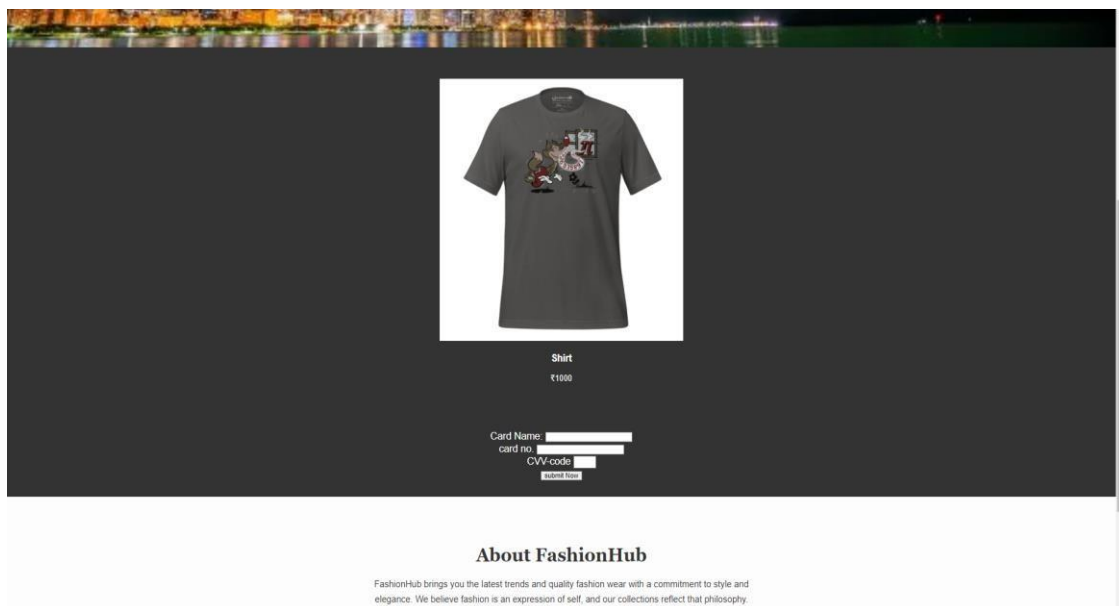 Shirt
₹1000
Card Name:
card no.
CVV-code
submit Now
About FashionHub
FashionHub brings you the latest trends and quality fashion wear with a commitment to style and
elegance. We believe fashion is an expression of self, and our collections reflect that philosophy.